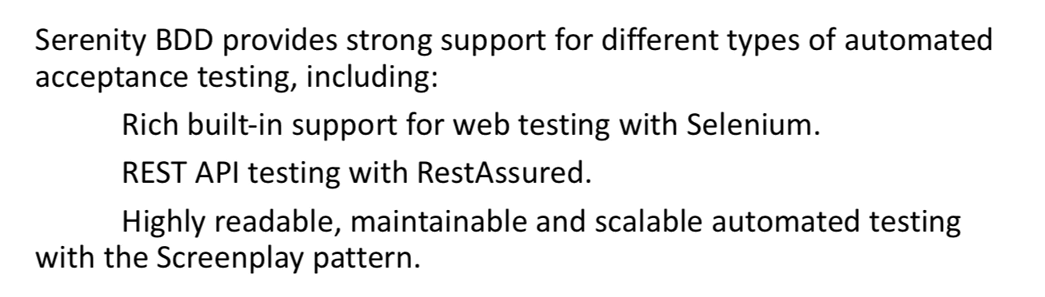 Serenity BDD provides strong support for different types of automated
acceptance testing, including:
Rich built-in support for web testing with Selenium.
REST API testing with RestAssured.
Highly readable, maintainable and scalable automated testing
with the Screenplay pattern.